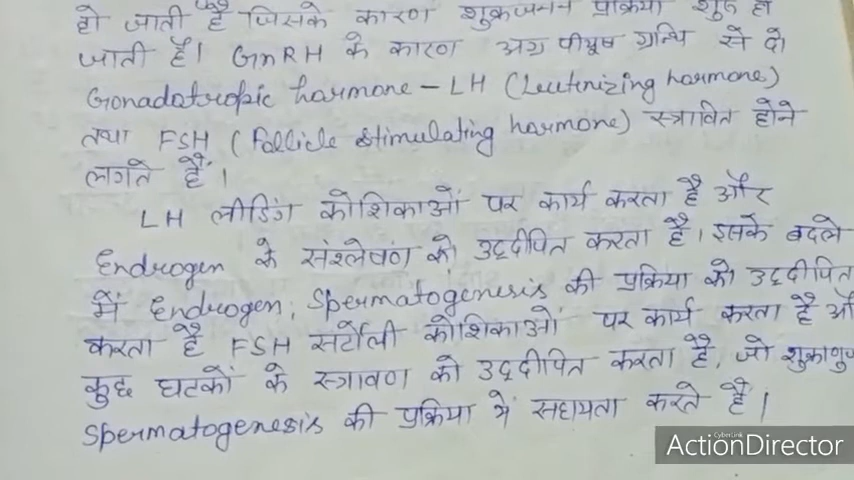 हो जाती है जिसके कारण शुक्रजनन प्रक्रिया शुरू हो
जाती है। GnRH के कारण अग्र पीयूष ग्रन्थि से दो
Gonadotropic harmone - LH (Leutinizing harmone)
तथा FSH (follicle stimulating harmone) स्त्रावित होने
लगते हैं।
LH लीडिंग कोशिकाओं पर कार्य करता है और
Endrogen के संश्लेषण को उद्दीपित करता है। इसके बदले
में Endrogen, spermatogenesis की प्रक्रिया को उद्दीपित
करता है FSH सर्टोली कोशिकाओं पर कार्य करता है औ
कुछ घटकों के स्त्रावण को उद्दीपित करता है, जो शुक्राणु
spermatogenesis की प्रक्रिया में सहायता करते हैं।
CyberLink
ActionDirector